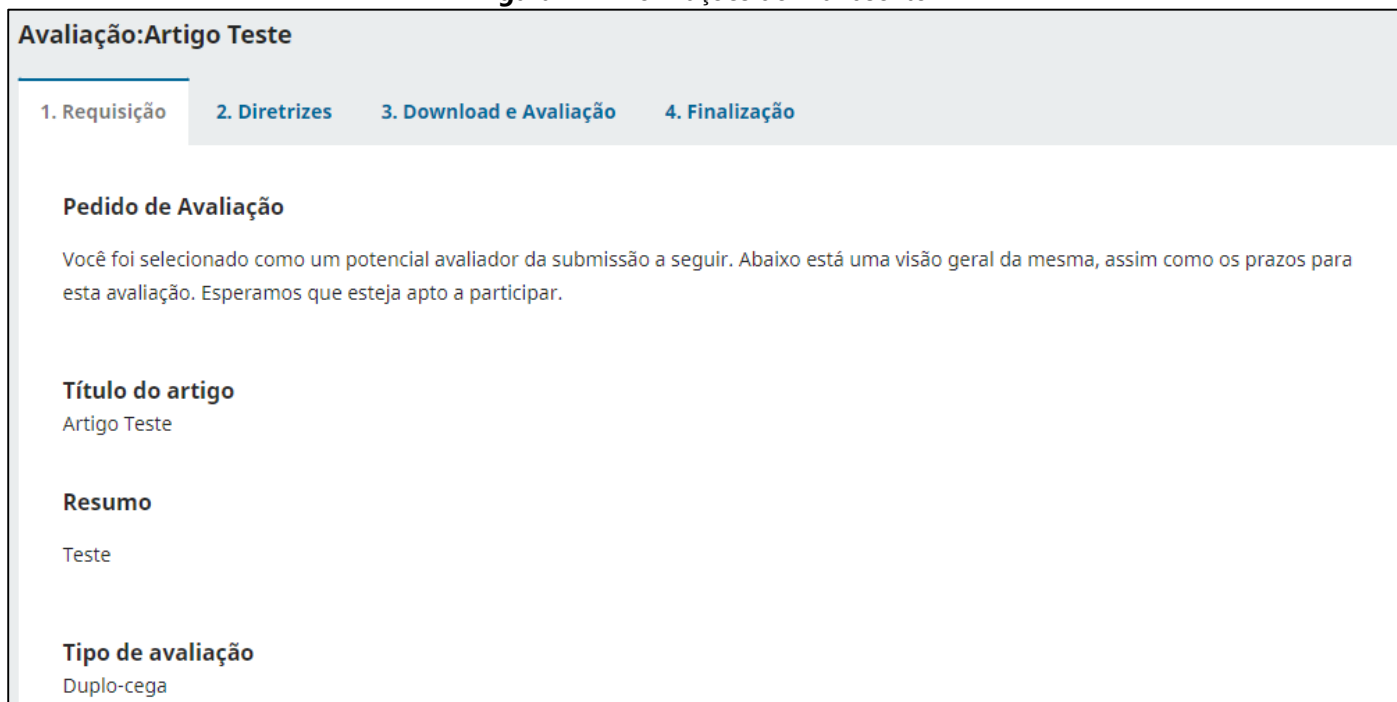 Avaliação:Artigo Teste
1. Requisição 2. Diretrizes 3. Download e Avaliação 4. Finalização
Pedido de Avaliação
Você foi selecionado como um potencial avaliador da submissão a seguir. Abaixo está uma visão geral da mesma, assim como os prazos para
esta avaliação. Esperamos que esteja apto a participar.
Título do artigo
Artigo Teste
Resumo
Teste
Tipo de avaliação
Duplo-cega